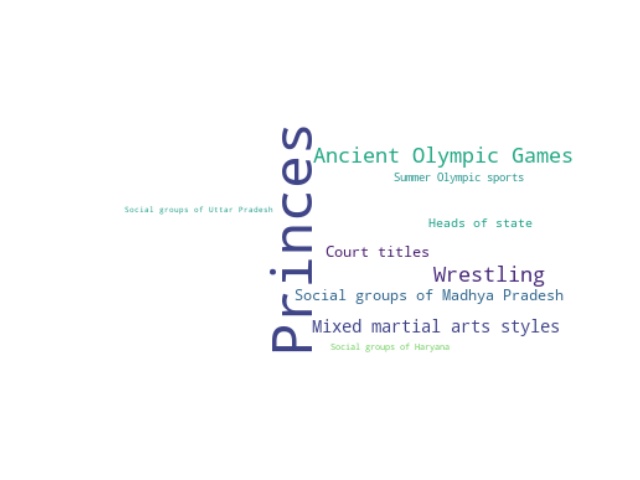 Princes
Ancient Olympic Games
Summer Olympic sports
Social groups of Uttar Pradesh
Heads of state
Court titles
Wrestling
Social groups of Madhya Pradesh
Mixed martial arts styles
Social groups of Haryana